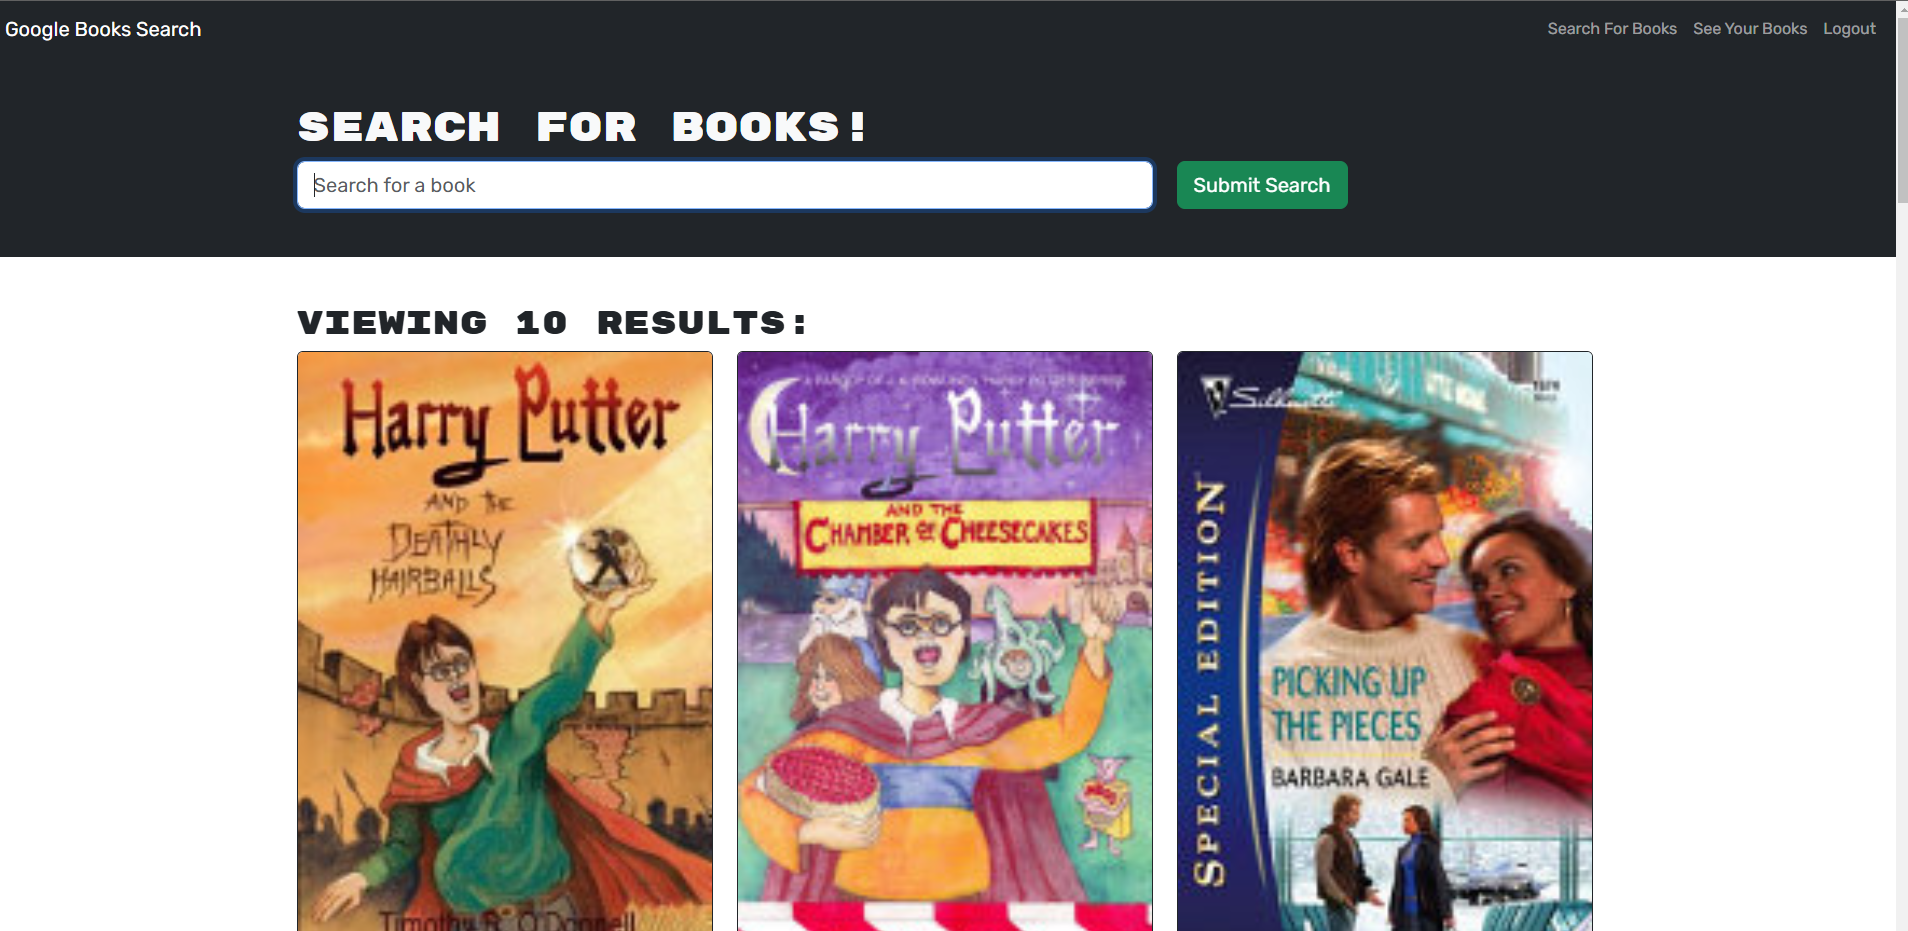 Google Books Search
Search For Books
See Your Books
Logout
SEARCH FOR BOOKS!
Search for a book
Submit Search
VIEWING 10 RESULTS:
Harry Putter
AND THE
DEATHLY
HAIRBALLS
Timothy R. O'Donnell
Harry Putter
AND THE
CHAMBER OF CHEESECAKES
Silhouette
SPECIAL EDITION
PICKING UP
THE PIECES
BARBARA GALE